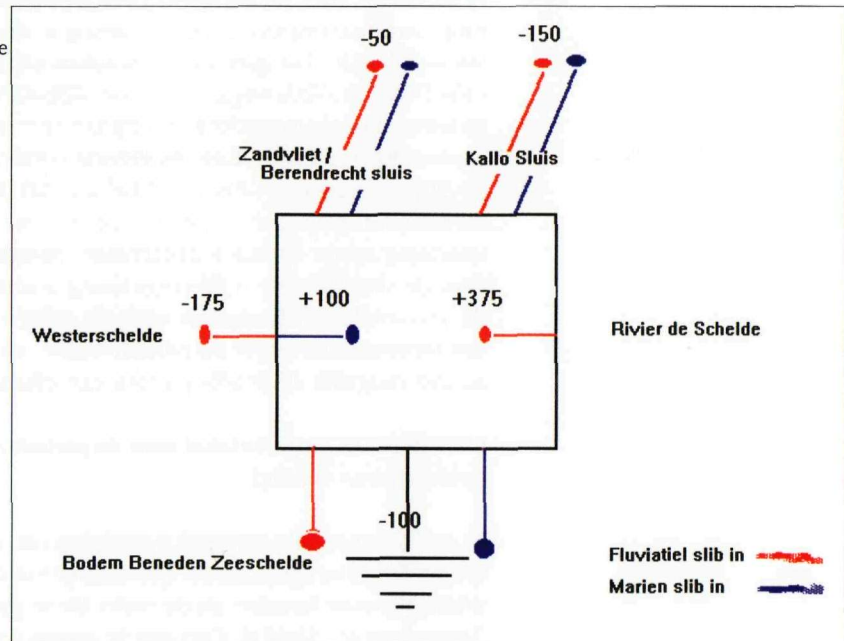 e
-50
-150
Zandvliet /
Berendrecht sluis
Kallo Sluis
-175
+100
+375
Westerschelde
Rivier de Schelde
-100
Bodem Beneden Zeeschelde
Fluviatiel slib in
Marien slib in